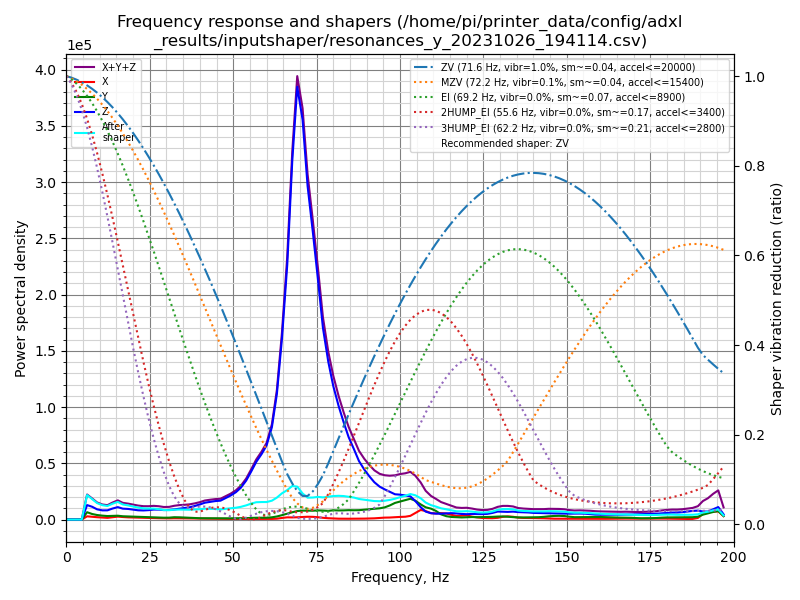 Frequency response and shapers (/home/pi/printer_data/config/adxl
_results/inputshaper/resonances_y_20231026_194114.csv)
1e5
X+Y+Z
X
Y
Z
After
shaper
ZV (71.6 Hz, vibr=1.0%, sm~=0.04, accel<=20000)
MZV (72.2 Hz, vibr=0.1%, sm~=0.04, accel<=15400)
EI (69.2 Hz, vibr=0.0%, sm~=0.07, accel<=8900)
2HUMP_EI (55.6 Hz, vibr=0.0%, sm~=0.17, accel<=3400)
3HUMP_EI (62.2 Hz, vibr=0.0%, sm~=0.21, accel<=2800)
Recommended shaper: ZV
4.0
3.5
3.0
2.5
2.0
1.5
1.0
0.5
0.0
Power spectral density
1.0
0.8
0.6
0.4
0.2
0.0
Shaper vibration reduction (ratio)
0 25 50 75 100 125 150 175 200
Frequency, Hz